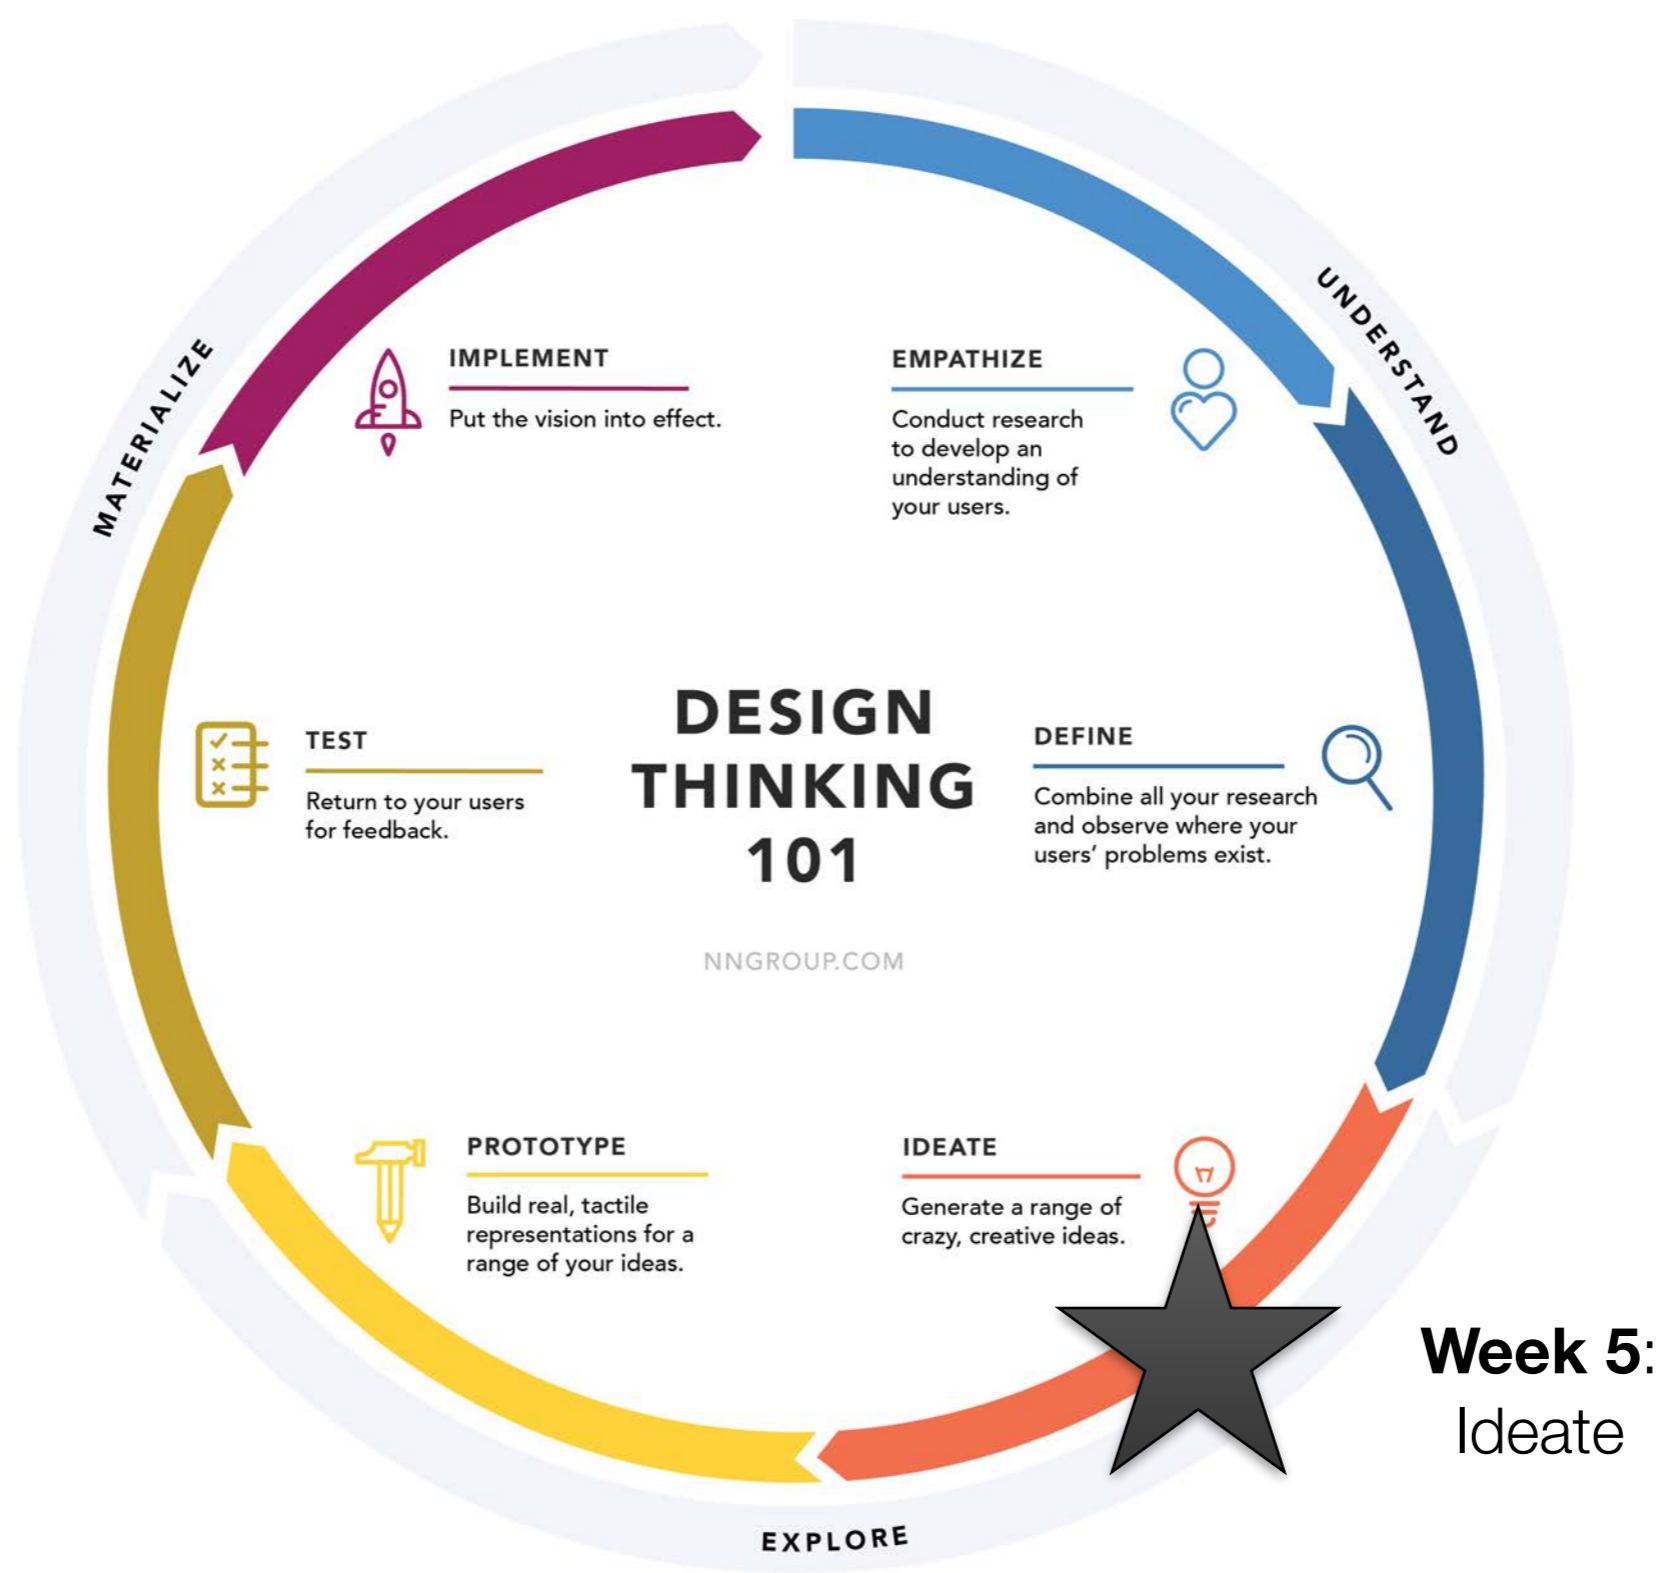 MATERIALIZE
UNDERSTAND
IMPLEMENT
Put the vision into effect.
EMPATHIZE
Conduct research
to develop an
understanding of
your users.
DESIGN
THINKING
101
NNGROUP.COM
TEST
Return to your users
for feedback.
DEFINE
Combine all your research
and observe where your
users’ problems exist.
PROTOTYPE
Build real, tactile
representations for a
range of your ideas.
IDEATE
Generate a range of
crazy, creative ideas.
Week 5:
Ideate
EXPLORE